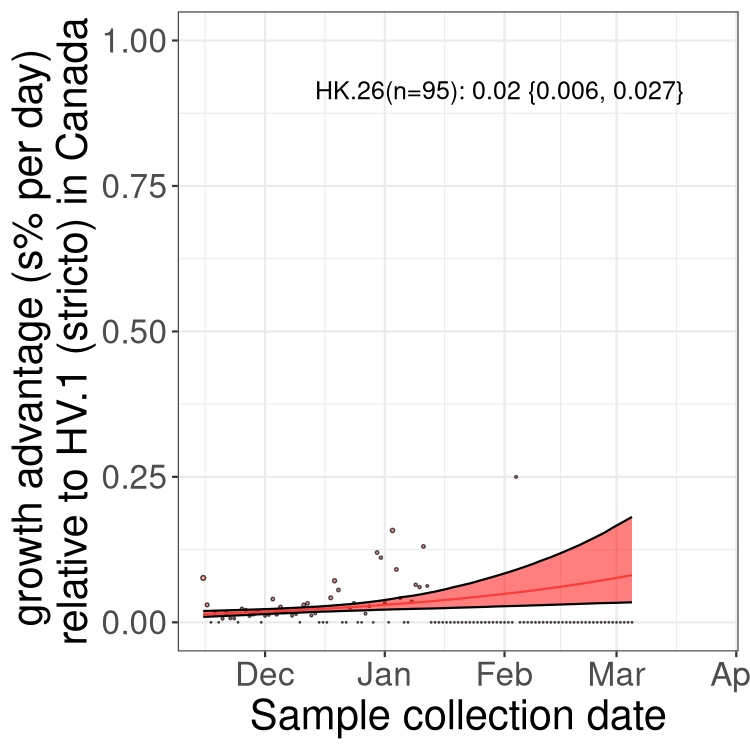 growth advantage (s% per day)
relative to HV.1 (stricto) in Canada
1.00
0.75
0.50
0.25
0.00
HK.26(n=95): 0.02 {0.006, 0.027}
Dec Jan Feb Mar Ap
Sample collection date